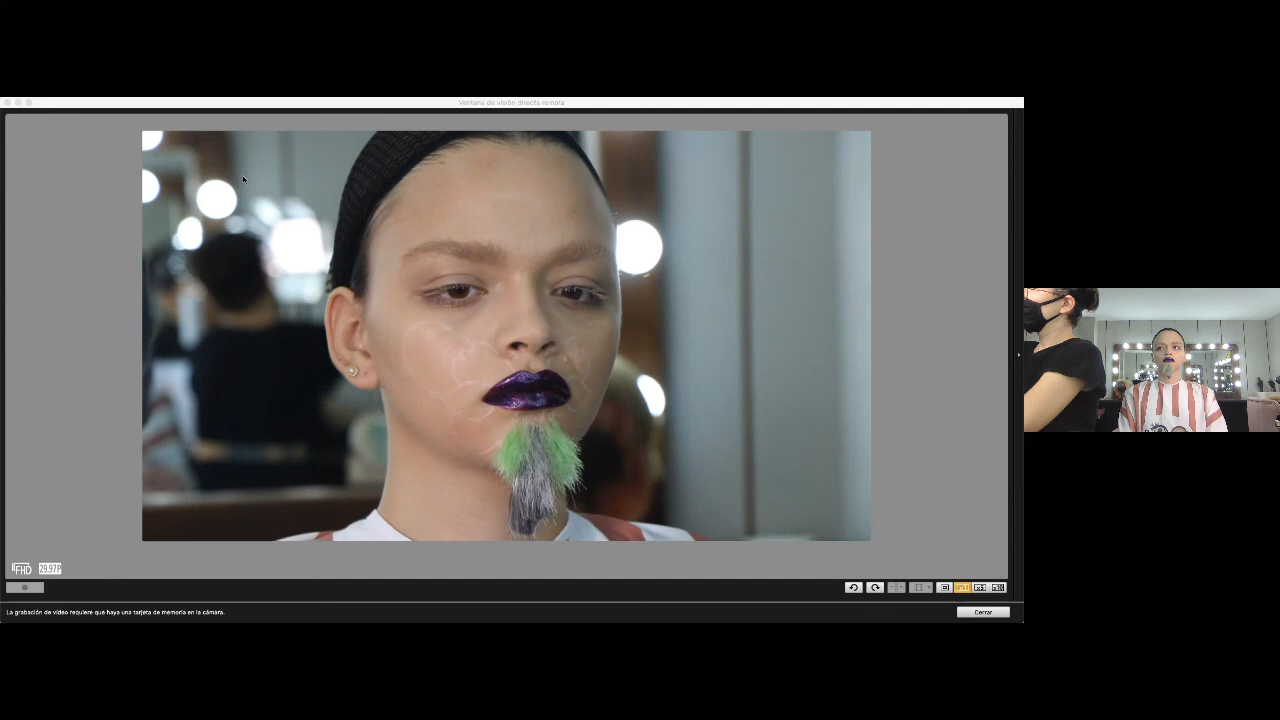 Ventana de visión directa remota
FHD 29.97P
La grabación de vídeo requiere que haya una tarjeta de memoria en la cámara.
Cerrar